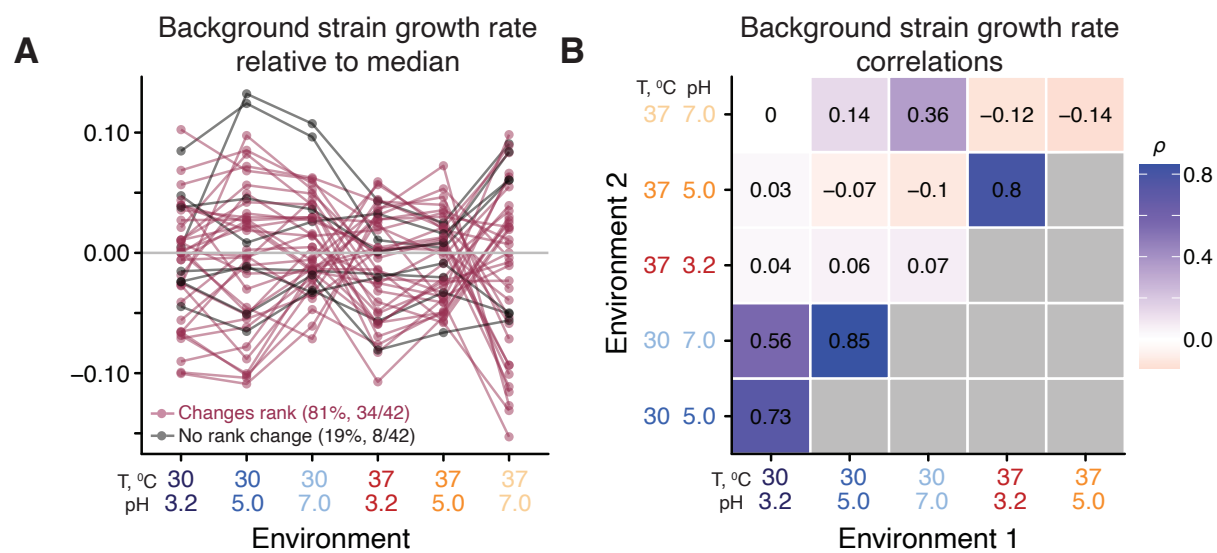 A
Background strain growth rate
relative to median
0.10
0.00
−0.10
Changes rank (81%, 34/42)
No rank change (19%, 8/42)
T, ⁰C 30 30 30 37 37 37
pH 3.2 5.0 7.0 3.2 5.0 7.0
Environment
B
Background strain growth rate
correlations
T, ⁰C pH
37 7.0 0 0.14 0.36 −0.12 −0.14
37 5.0 0.03 −0.07 −0.1 0.8
37 3.2 0.04 0.06 0.07
30 7.0 0.56 0.85
30 5.0 0.73
Environment 2
T, ⁰C 30 30 30 37 37
pH 3.2 5.0 7.0 3.2 5.0
Environment 1
ρ
0.8
0.4
0.0